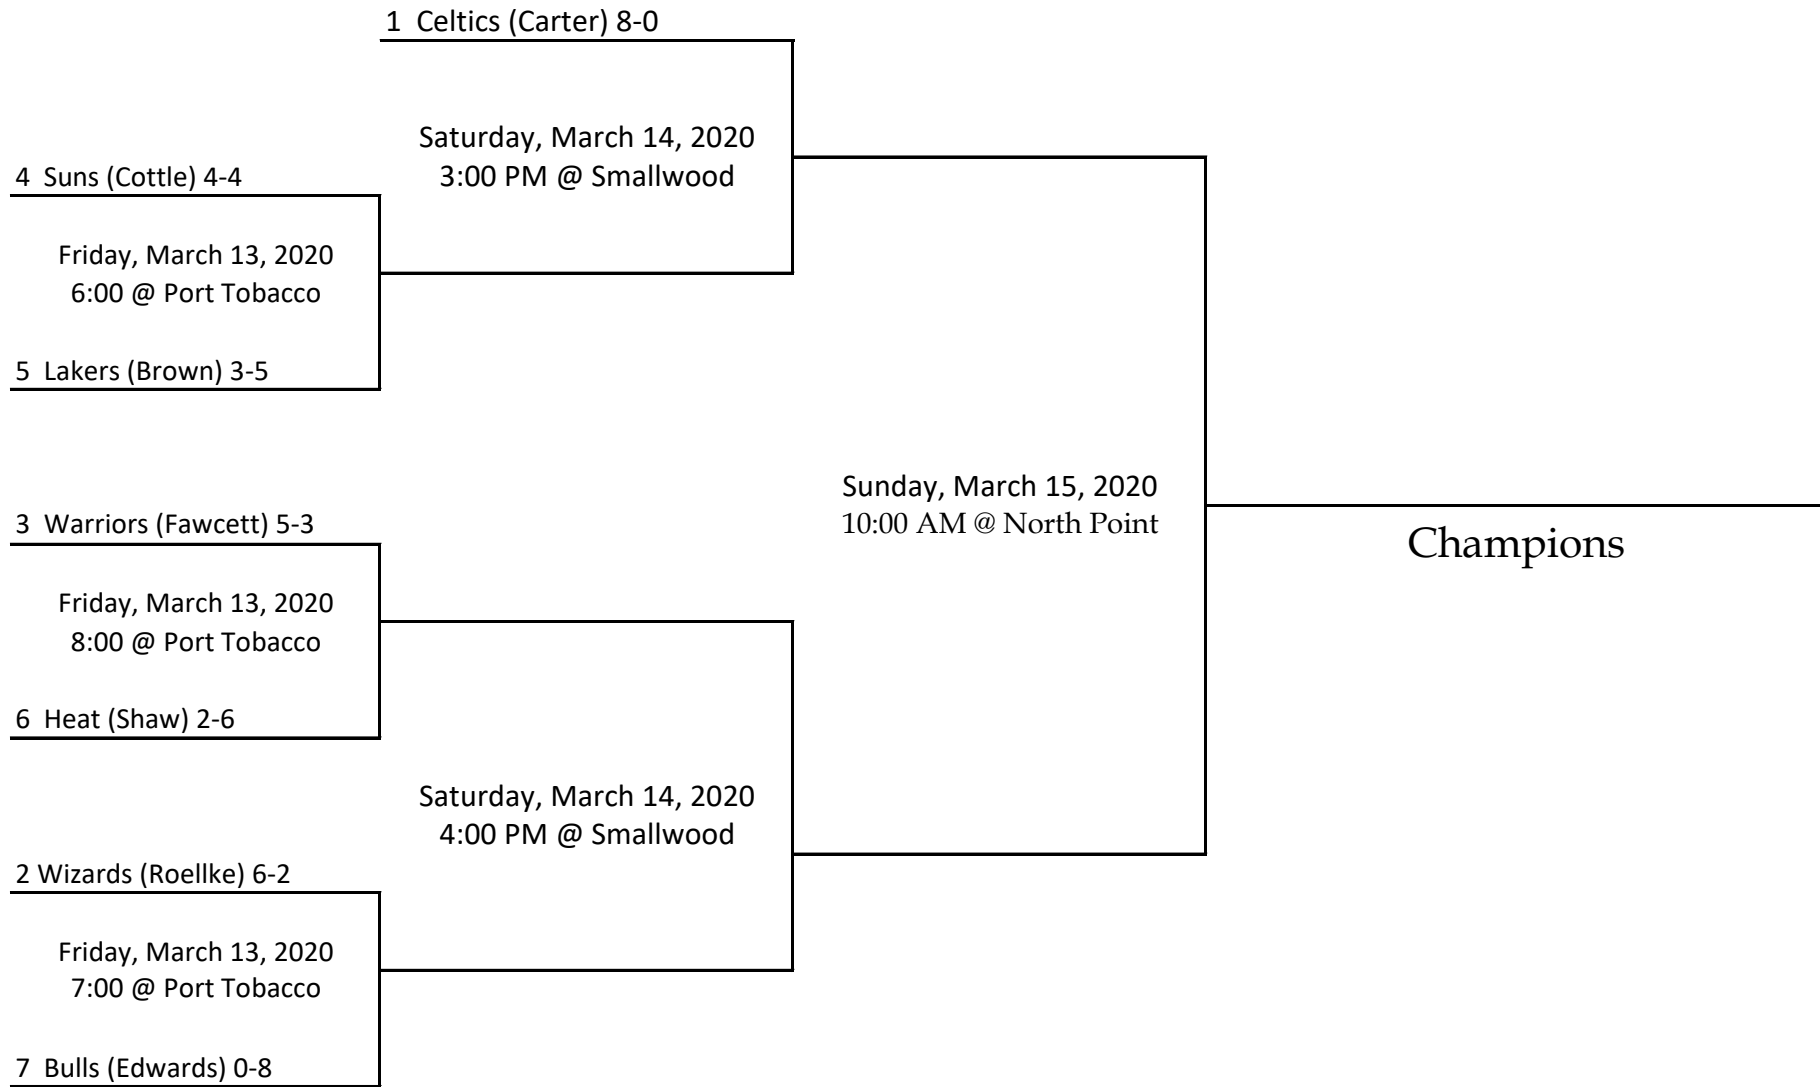 1  Celtics (Carter) 8-0
Saturday, March 14, 2020
3:00 PM @ Smallwood
4  Suns (Cottle) 4-4
Friday, March 13, 2020
6:00 @ Port Tobacco
5  Lakers (Brown) 3-5
Sunday, March 15, 2020
10:00 AM @ North Point
Champions
3  Warriors (Fawcett) 5-3
Friday, March 13, 2020
8:00 @ Port Tobacco
6  Heat (Shaw) 2-6
Saturday, March 14, 2020
4:00 PM @ Smallwood
2 Wizards (Roellke) 6-2
Friday, March 13, 2020
7:00 @ Port Tobacco
7  Bulls (Edwards) 0-8